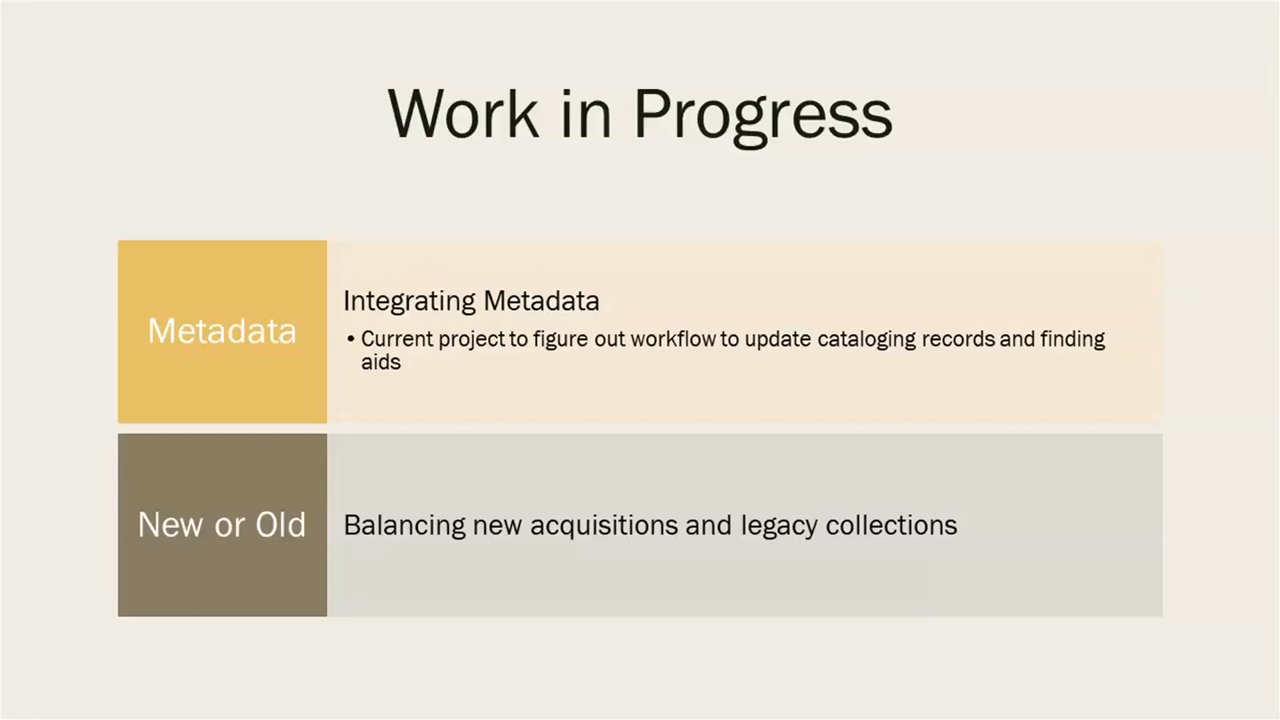 Work in Progress
Metadata
Integrating Metadata
• Current project to figure out workflow to update cataloging records and finding
aids
New or Old
Balancing new acquisitions and legacy collections